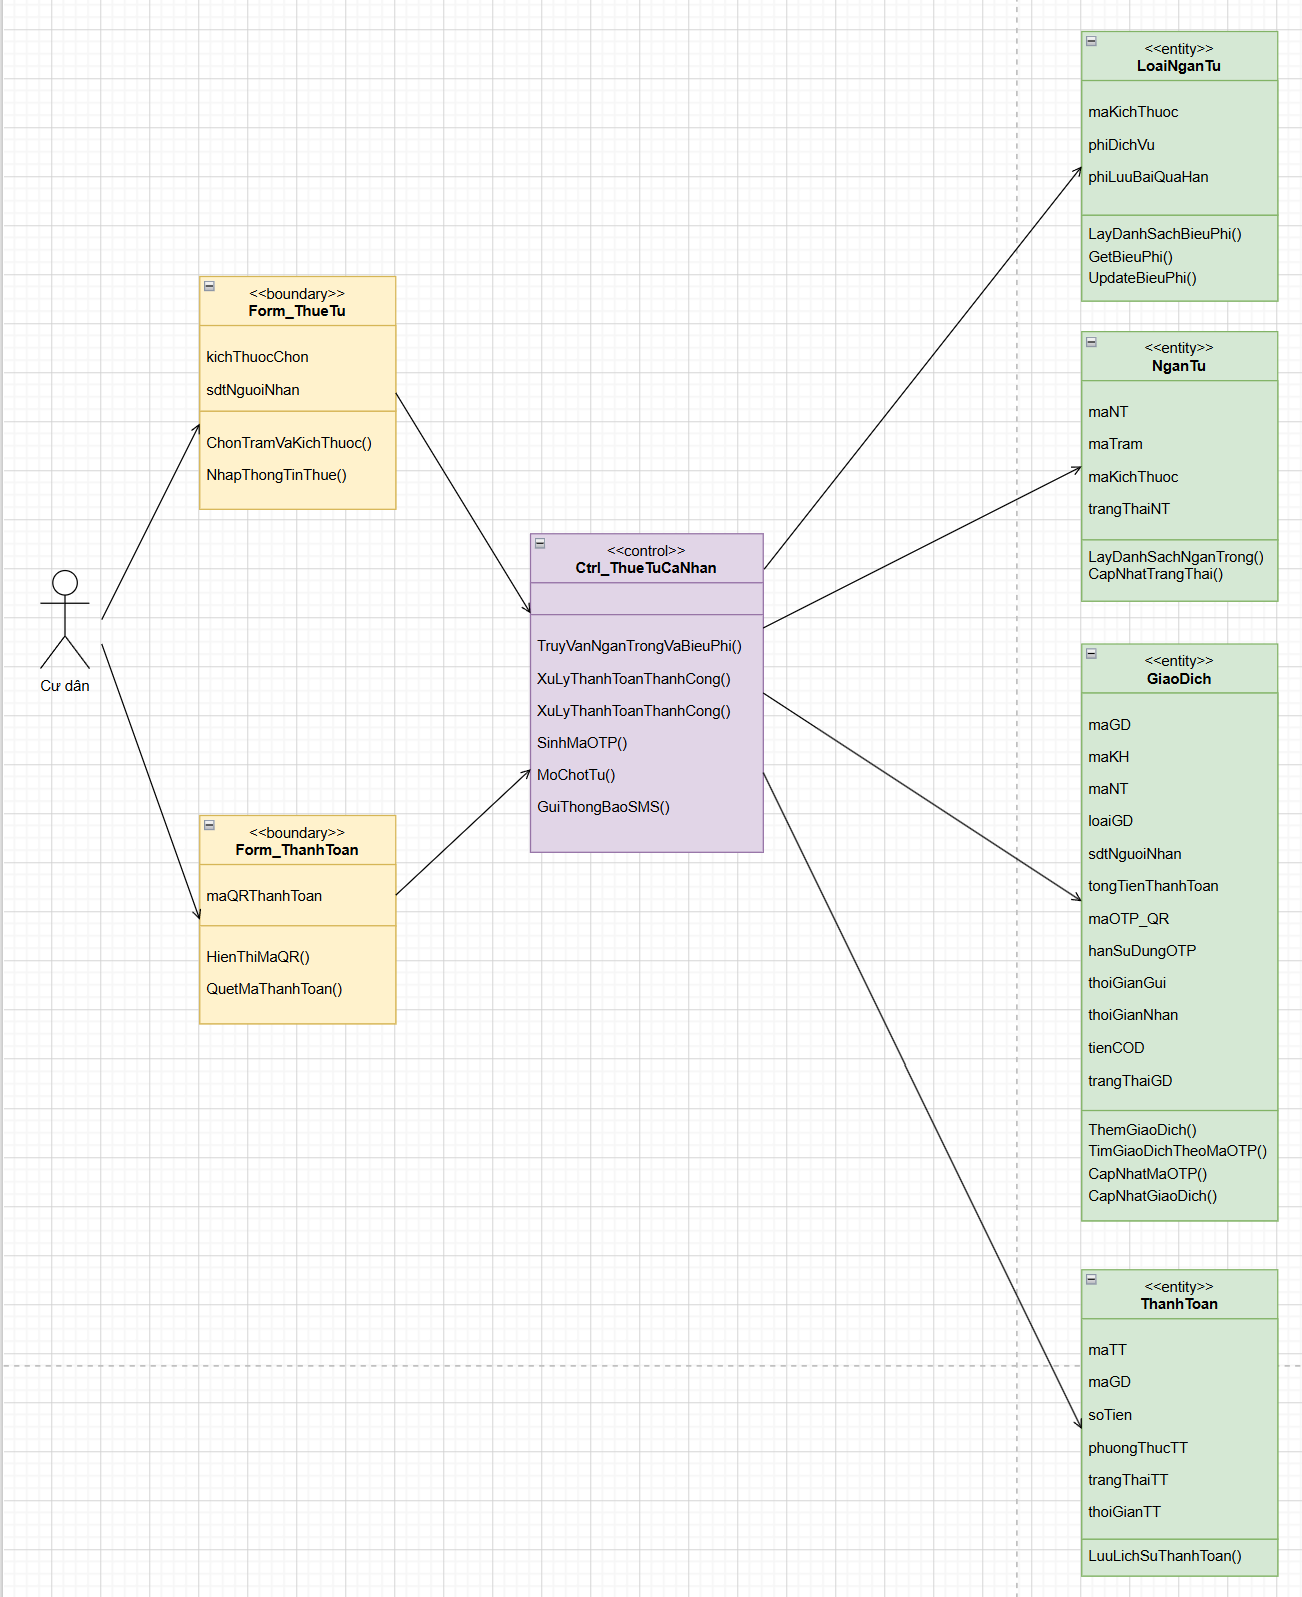 <<entity>>
LoaiNganTu
maKichThuoc
phiDichVu
phiLuuBaiQuaHan
LayDanhSachBieuPhi()
GetBieuPhi()
UpdateBieuPhi()
<<boundary>>
Form_ThueTu
kichThuocChon
sdtNguoiNhan
ChonTramVaKichThuoc()
NhapThongTinThue()
<<entity>>
NganTu
maNT
maTram
maKichThuoc
trangThaiNT
LayDanhSachNganTrong()
CapNhatTrangThai()
Cư dân
<<control>>
Ctrl_ThueTuCaNhan
TruyVanNganTrongVaBieuPhi()
XuLyThanhToanThanhCong()
XuLyThanhToanThanhCong()
SinhMaOTP()
MoChotTu()
GuiThongBaoSMS()
<<entity>>
GiaoDich
maGD
maKH
maNT
loaiGD
sdtNguoiNhan
tongTienThanhToan
maOTP_QR
hanSuDungOTP
thoiGianGui
thoiGianNhan
tienCOD
trangThaiGD
ThemGiaoDich()
TimGiaoDichTheoMaOTP()
CapNhatMaOTP()
CapNhatGiaoDich()
<<boundary>>
Form_ThanhToan
maQRThanhToan
HienThiMaQR()
QuetMaThanhToan()
<<entity>>
ThanhToan
maTT
maGD
soTien
phuongThucTT
trangThaiTT
thoiGianTT
LuuLichSuThanhToan()